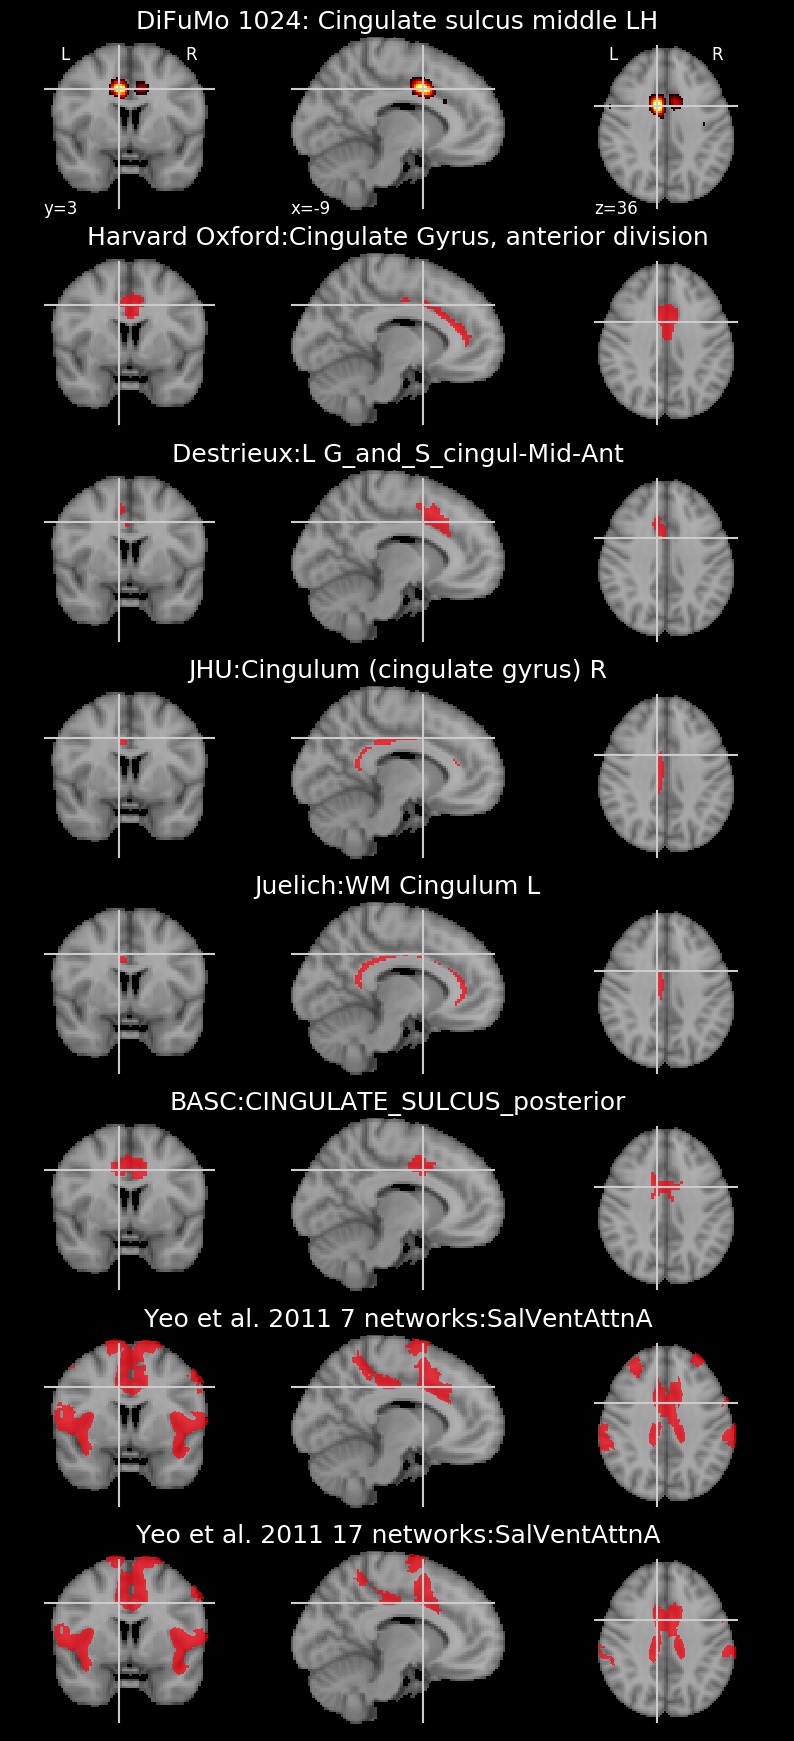 DiFuMo 1024: Cingulate sulcus middle LH
L R L R
y=3 x=-9 z=36
Harvard Oxford:Cingulate Gyrus, anterior division
Destrieux:L G_and_S_cingul-Mid-Ant
JHU:Cingulum (cingulate gyrus) R
Juelich:WM Cingulum L
BASC:CINGULATE_SULCUS_posterior
Yeo et al. 2011 7 networks:SalVentAttnA
Yeo et al. 2011 17 networks:SalVentAttnA